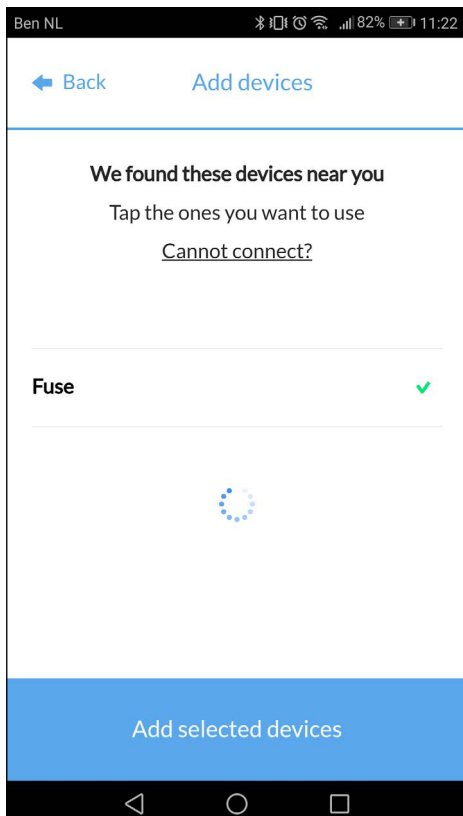 Ben NL 82% 11:22
Back Add devices
We found these devices near you
Tap the ones you want to use
Cannot connect?
Fuse
Add selected devices